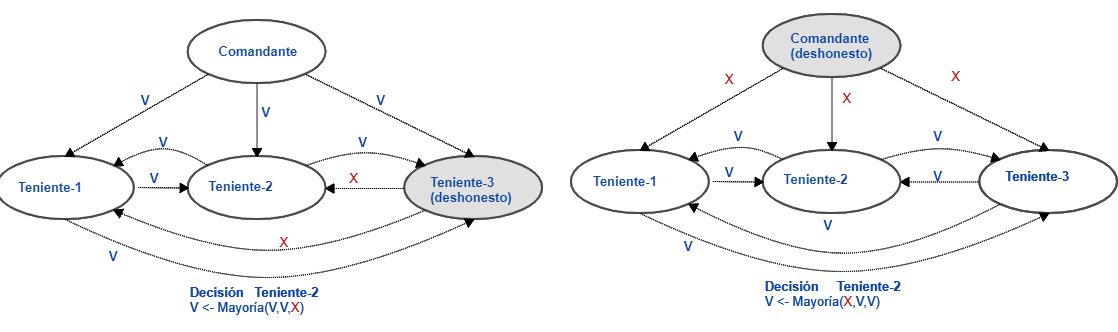 Comandante
V
V
V
V
V
Teniente-1
V
Teniente-2
X
Teniente-3
(deshonesto)
X
V
Decisión Teniente-2
V <- Mayoría(V,V,X)
Comandante
(deshonesto)
X
X
X
V
V
Teniente-1
V
Teniente-2
V
Teniente-3
V
V
Decisión Teniente-2
V <- Mayoría(X,V,V)